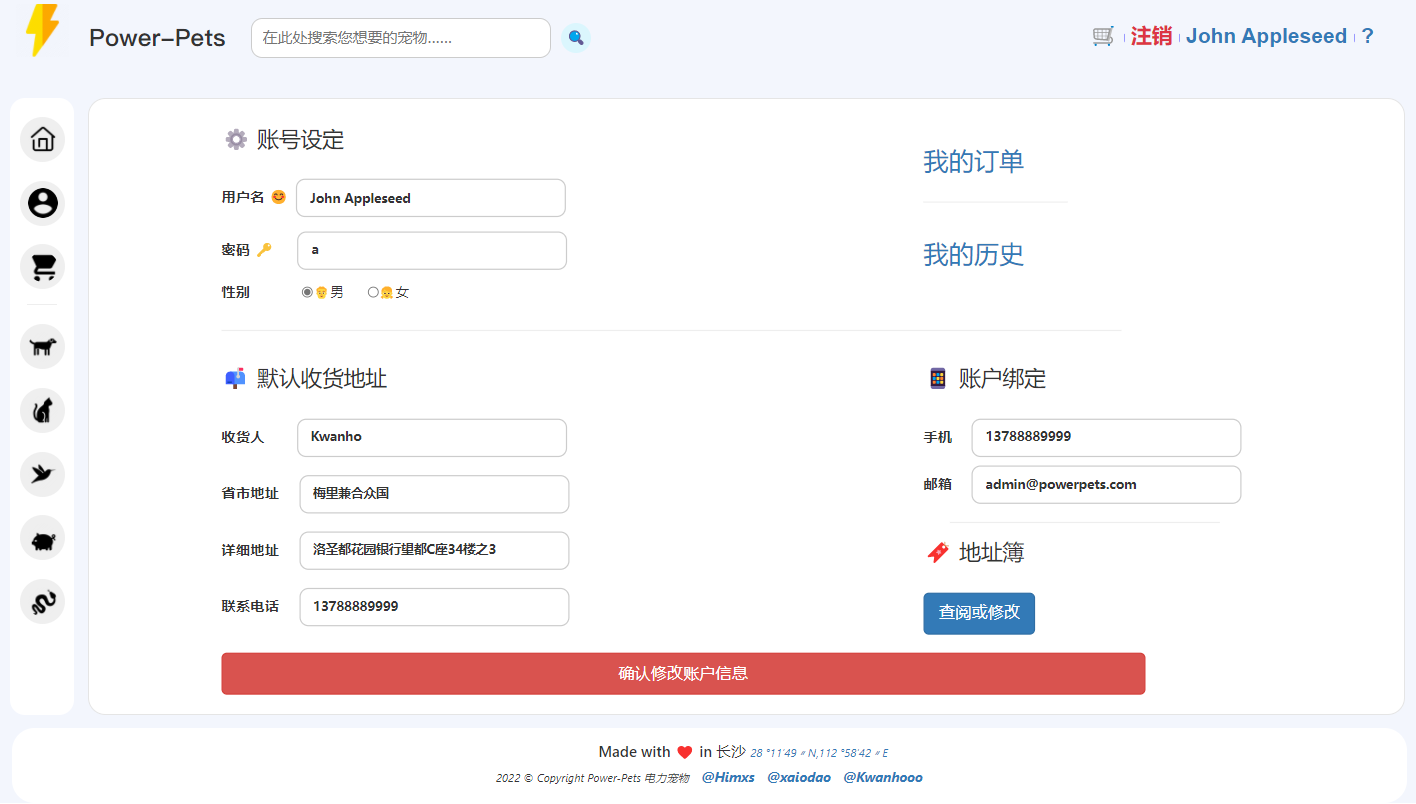 Power-Pets
在此处搜索您想要的宠物......
注销 John Appleseed ?
账号设定
用户名 John Appleseed
密码 a
性别 男 女
我的订单
我的历史
默认收货地址
收货人 Kwanho
省市地址 梅里兼合众国
详细地址 洛圣都花园银行望都C座34楼之3
联系电话 13788889999
账户绑定
手机 13788889999
邮箱 admin@powerpets.com
地址簿
查阅或修改
确认修改账户信息
Made with ❤ in 长沙 28 °11'49 〃N,112 °58'42 〃E
2022 © Copyright Power-Pets 电力宠物 @Himxs @xaiodao @Kwanhooo